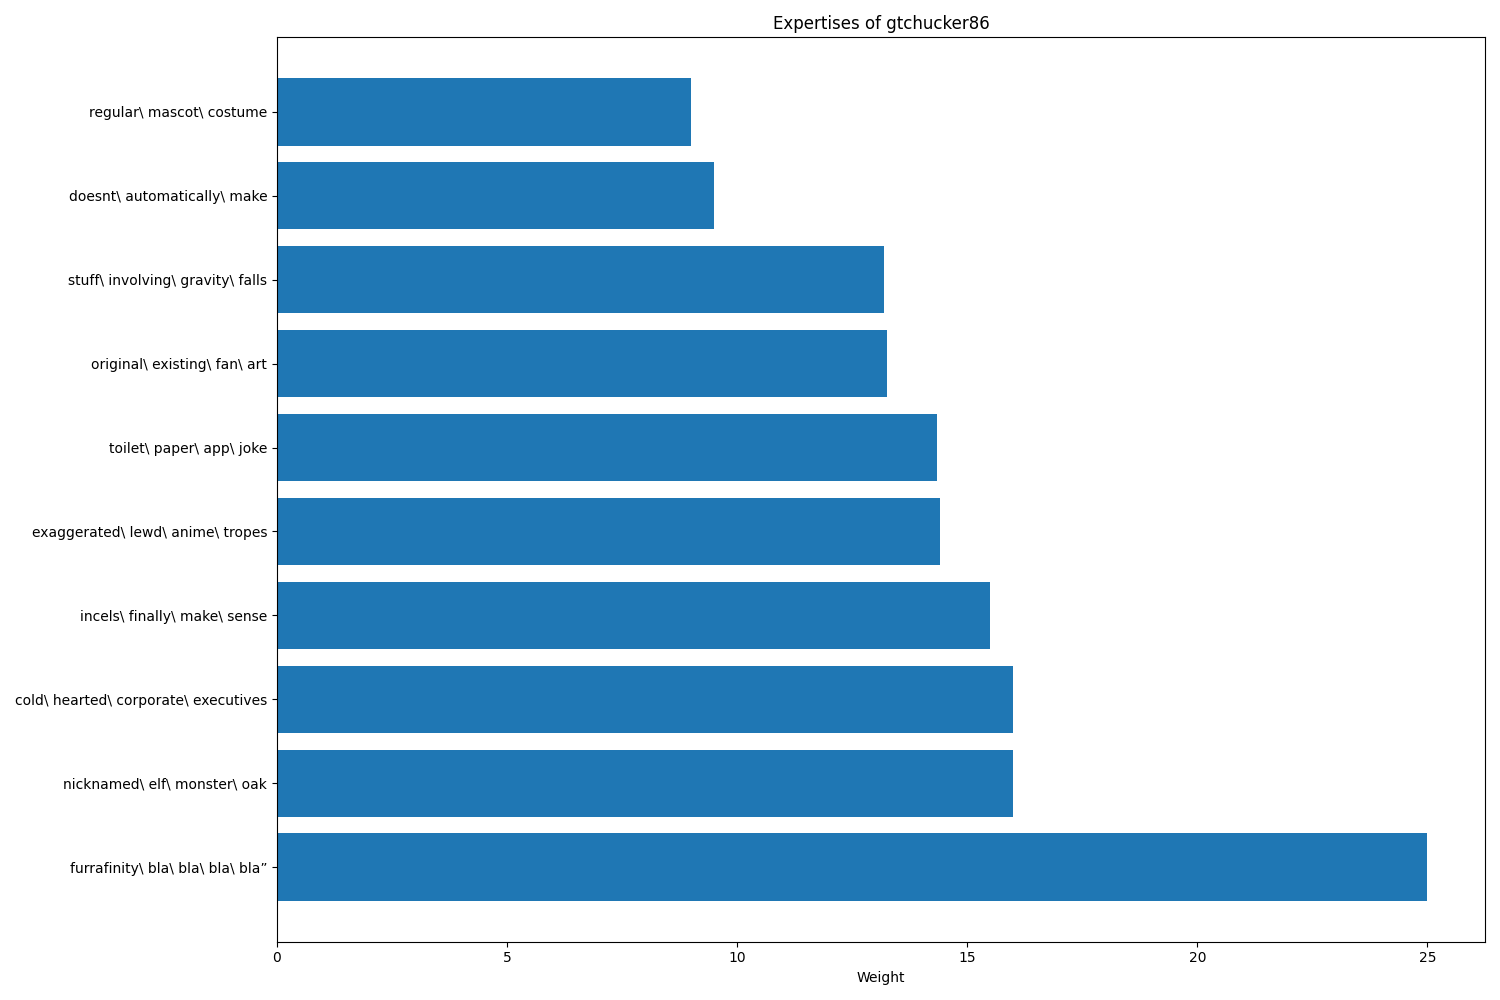 Expertises of gtchucker86
regular\ mascot\ costume
doesnt\ automatically\ make
stuff\ involving\ gravity\ falls
original\ existing\ fan\ art
toilet\ paper\ app\ joke
exaggerated\ lewd\ anime\ tropes
incels\ finally\ make\ sense
cold\ hearted\ corporate\ executives
nicknamed\ elf\ monster\ oak
furrafinity\ bla\ bla\ bla\ bla”
0 5 10 15 20 25
Weight